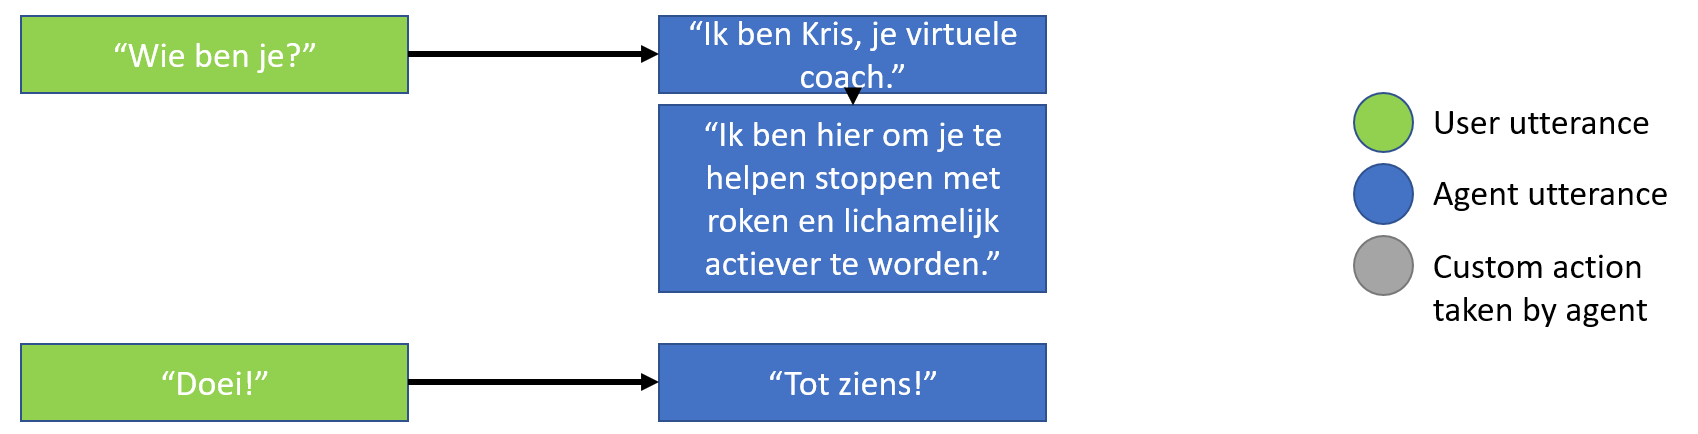 “Wie ben je?”
“Ik ben Kris, je virtuele
coach.”
“Ik ben hier om je te
helpen stoppen met
roken en lichamelijk
actiever te worden.”
“Doei!”
“Tot ziens!”
User utterance
Agent utterance
Custom action
taken by agent